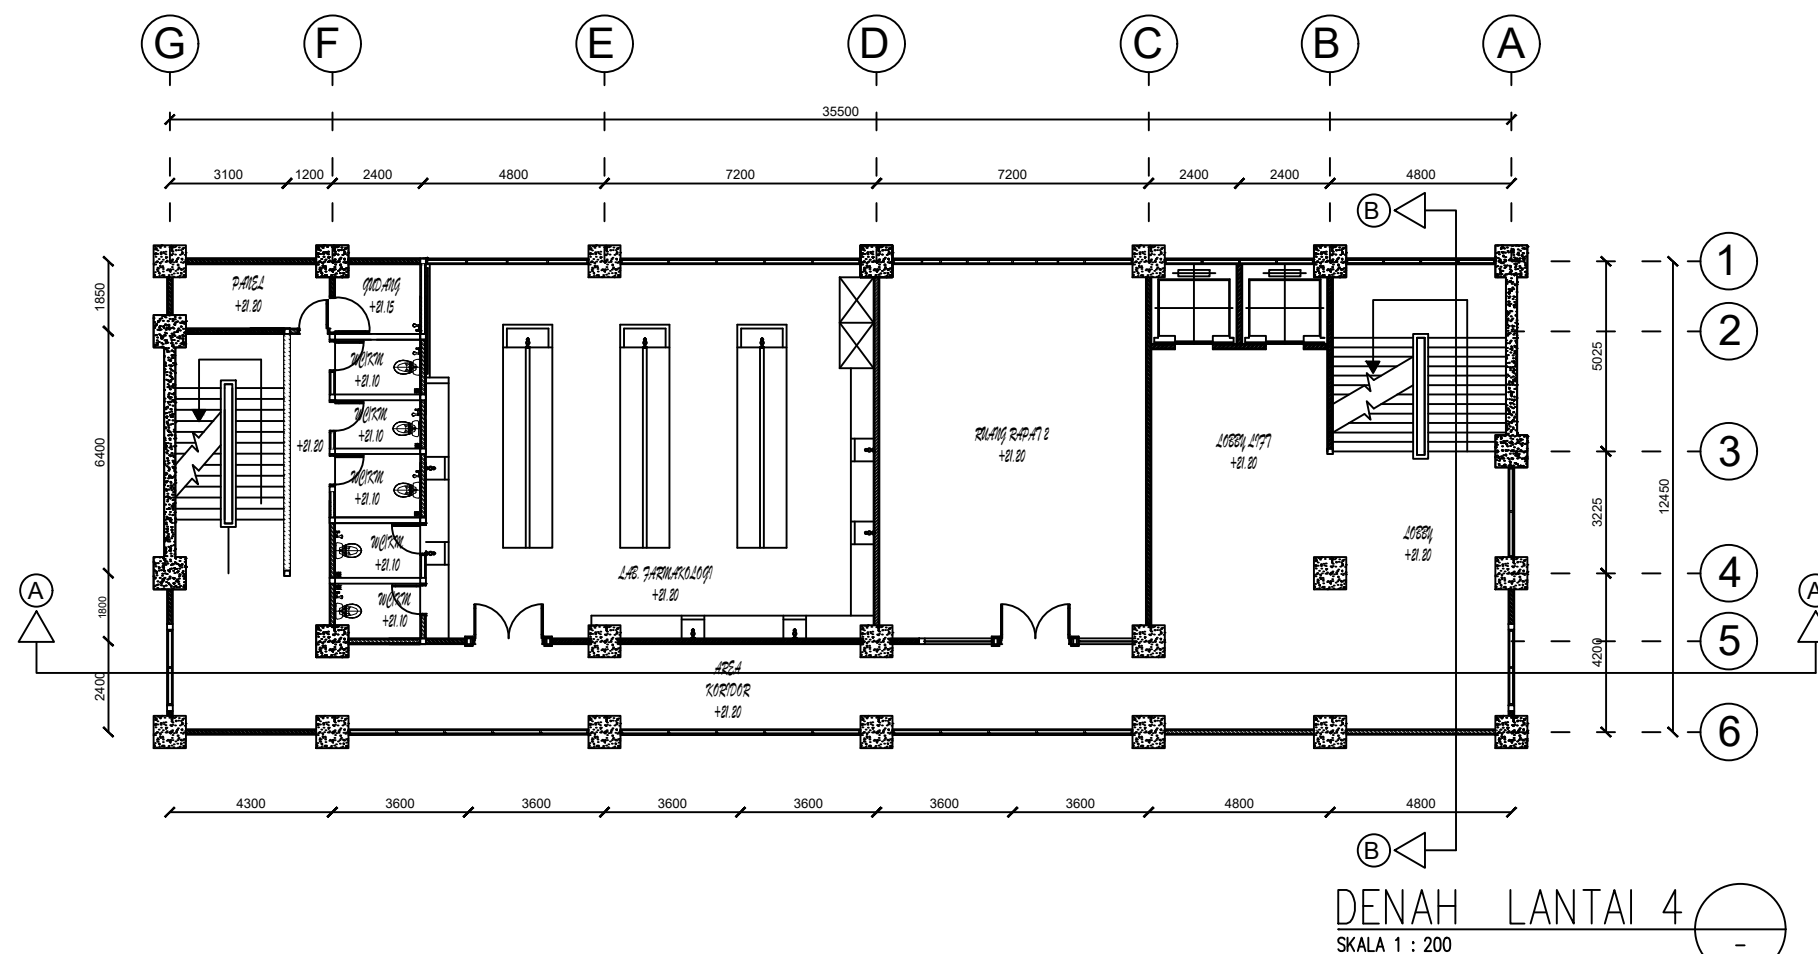 G F E D C B A
35500
3100 1200 2400 4800 7200 7200 2400 2400 4800
B
1
PANEL
+21.20
GUDANG
+21.15
1850
2
WC/KM
+21.10
5025
WC/KM
+21.10
6400
+21.20
RUANG RAPAT 2
+21.20
LOBBY LIFT
+21.20
3
WC/KM
+21.10
3225
12450
LOBBY
+21.20
WC/KM
+21.10
LAB. FARMAKOLOGI
+21.20
4
A
A
1800
WC/KM
+21.10
5
4200
2400
AREA
KORIDOR
+21.20
6
4300 3600 3600 3600 3600 3600 3600 4800 4800
B
DENAH LANTAI 4
SKALA 1 : 200
-